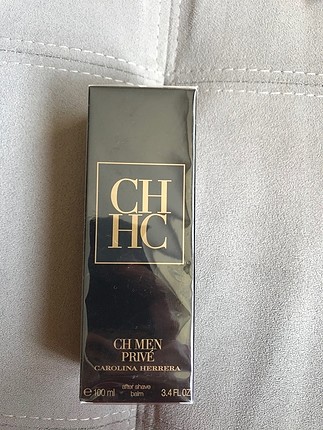 CH
HC
CH MEN
PRIVÉ
CAROLINA HERRERA
after shave
balm
℮ 100 ml 3.4 FL.OZ